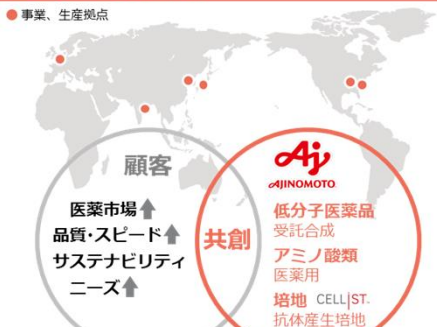 ● 事業、生産拠点
顧客
医薬市場↑
品質・スピード↑
サステナビリティ
ニーズ↑
共創
Aj
AJINOMOTO
低分子医薬品
受託合成
アミノ酸類
医薬用
培地 CELLiST™
抗体産生培地